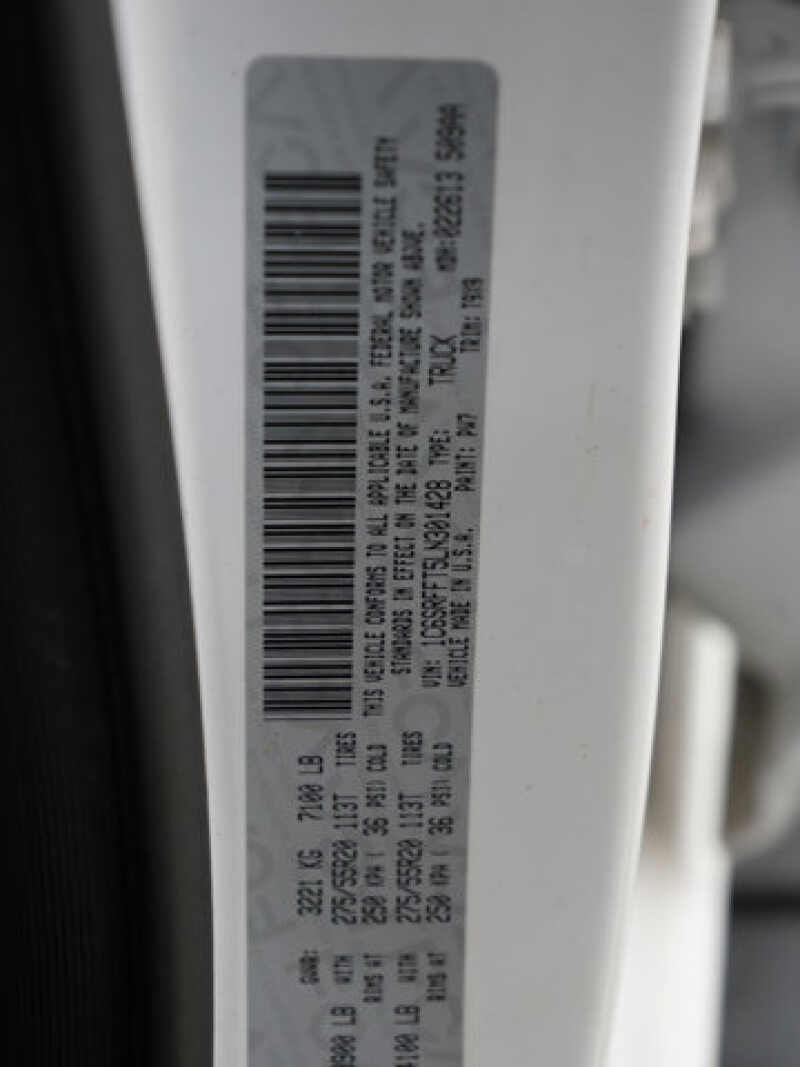 GVWR: 3221 KG 7100 LB
900 LB WITH 275/55R20 113T TIRES
RIMS AT 250 KPA ( 36 PSI) COLD
4100 LB WITH 275/55R20 113T TIRES
RIMS AT 250 KPA ( 36 PSI) COLD
THIS VEHICLE CONFORMS TO ALL APPLICABLE U.S.A. FEDERAL MOTOR VEHICLE SAFETY
STANDARDS IN EFFECT ON THE DATE OF MANUFACTURE SHOWN ABOVE.
VIN: 1C6SRFFT5LN301428 TYPE: TRUCK MDH:022613 509AA
VEHICLE MADE IN U.S.A. PAINT: PW7 TRIM: T9X9